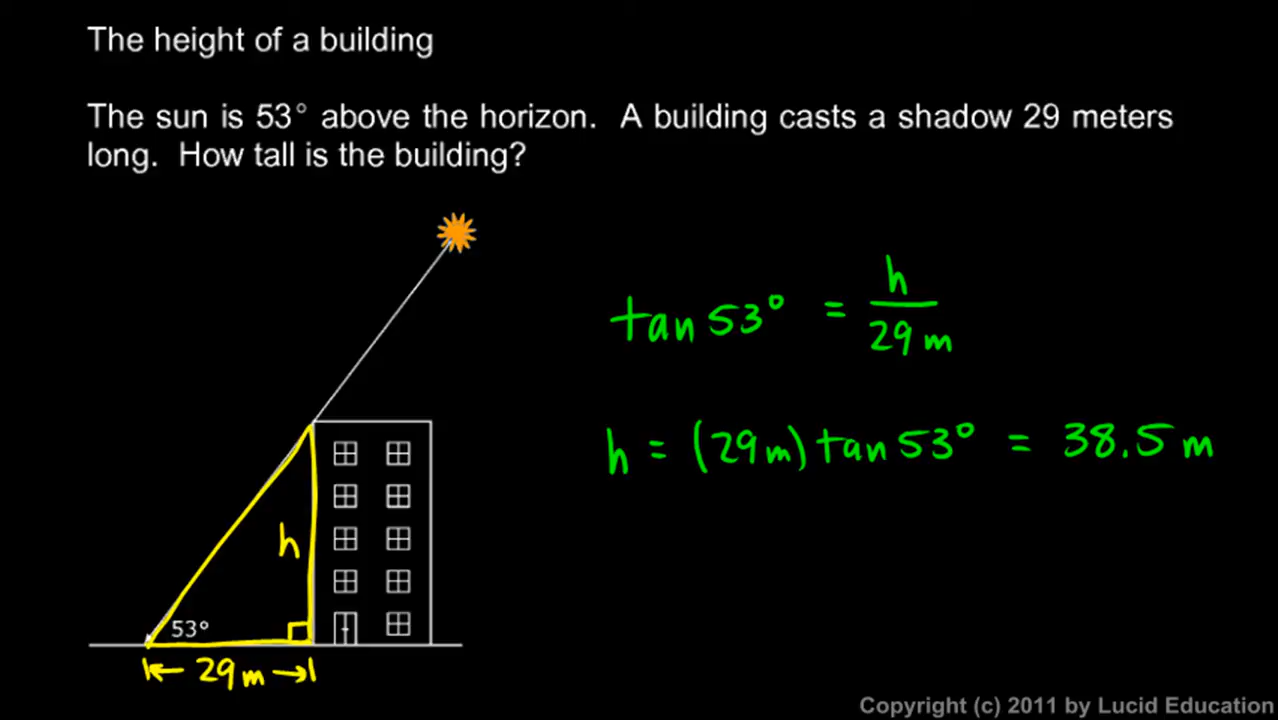 The height of a building
The sun is 53° above the horizon. A building casts a shadow 29 meters
long. How tall is the building?
tan 53° = h/29 m
h = (29m) tan 53° = 38.5 m
h
53°
29 m
Copyright (c) 2011 by Lucid Education